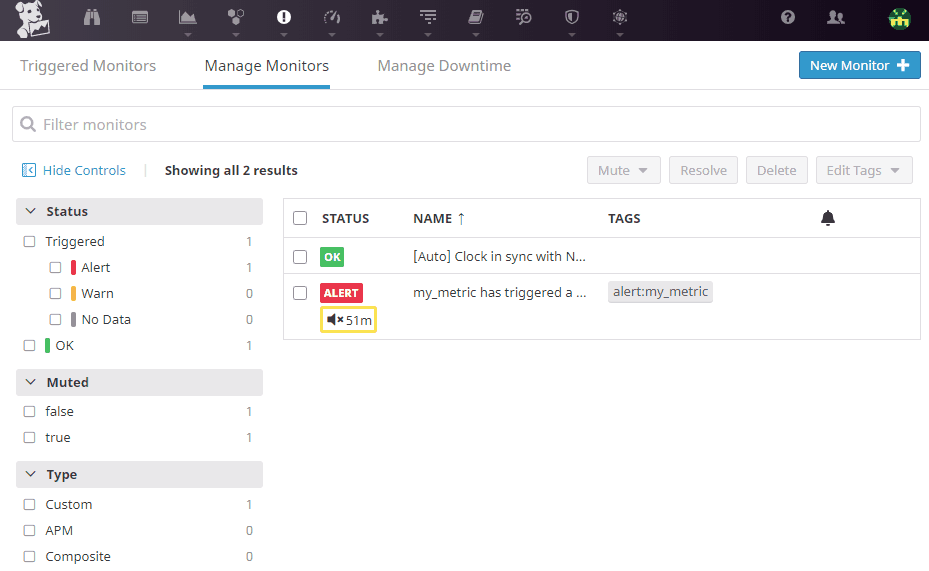 Triggered Monitors Manage Monitors Manage Downtime New Monitor +
Filter monitors
Hide Controls Showing all 2 results Mute Resolve Delete Edit Tags
Status STATUS NAME ↑ TAGS
Triggered 1 OK [Auto] Clock in sync with N...
Alert 1 ALERT my_metric has triggered a ... alert:my_metric
Warn 0
No Data 0 51m
OK 1
Muted
false 1
true 1
Type
Custom 1
APM 0
Composite 0